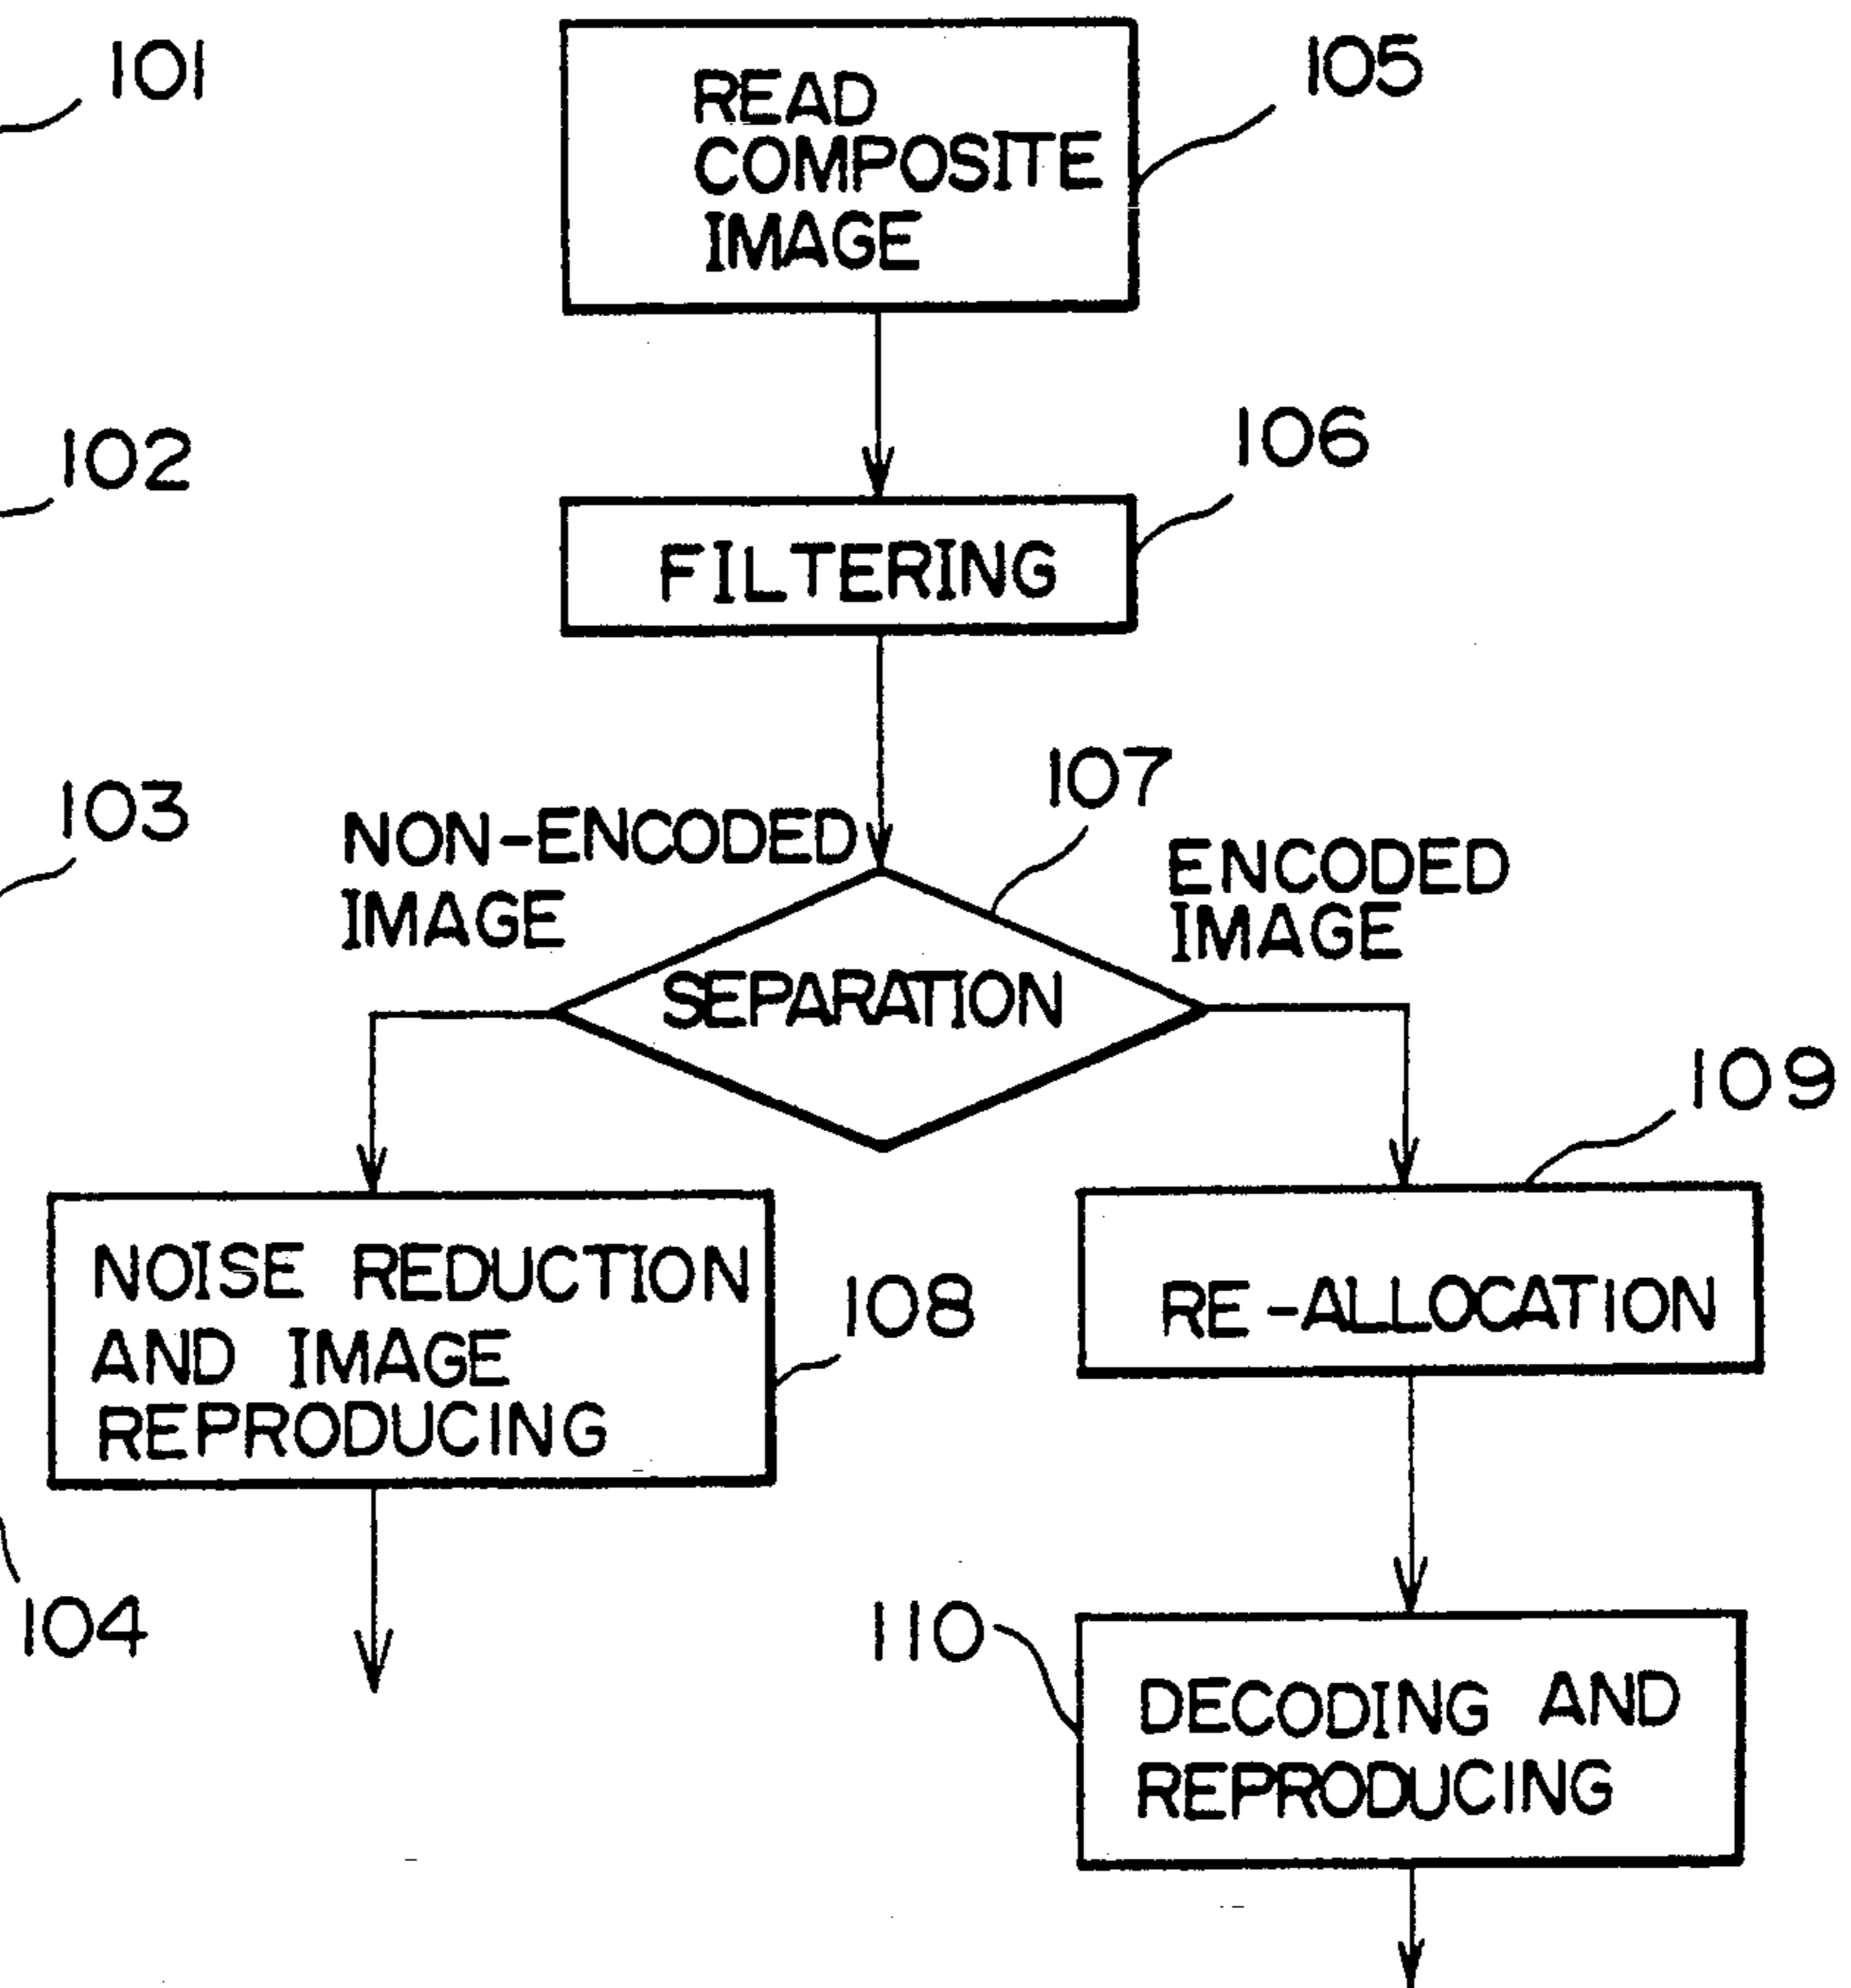 101
READ
COMPOSITE
IMAGE
105
102
FILTERING
106
103
107
NON-ENCODED
IMAGE
ENCODED
IMAGE
SEPARATION
109
NOISE REDUCTION
AND IMAGE
REPRODUCING
108
RE-ALLOCATION
104
110
DECODING AND
REPRODUCING